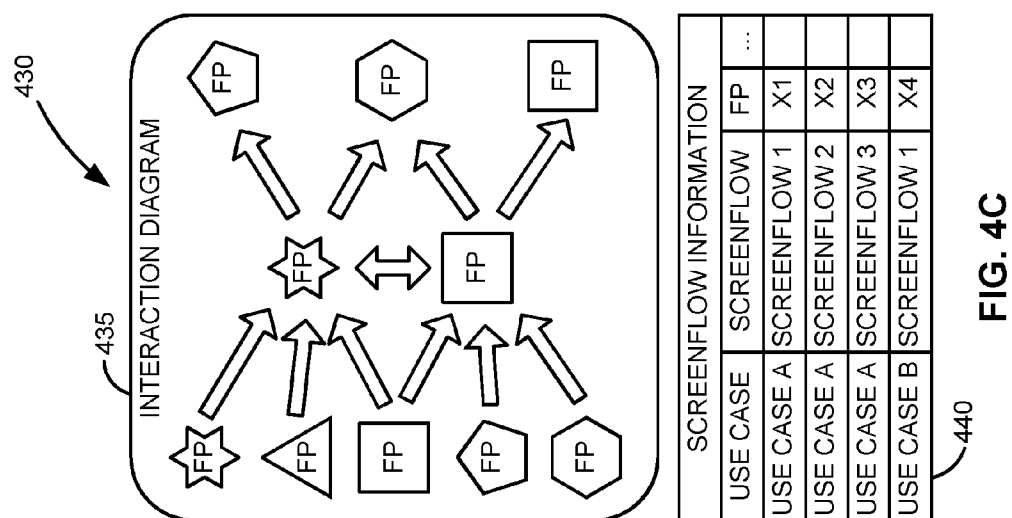 430
435
INTERACTION DIAGRAM
FP
FP
FP
FP
FP
FP
FP
FP
FP
FP
SCREENFLOW INFORMATION
USE CASE SCREENFLOW FP ...
USE CASE A SCREENFLOW 1 X1
USE CASE A SCREENFLOW 2 X2
USE CASE A SCREENFLOW 3 X3
USE CASE B SCREENFLOW 1 X4
440
FIG. 4C